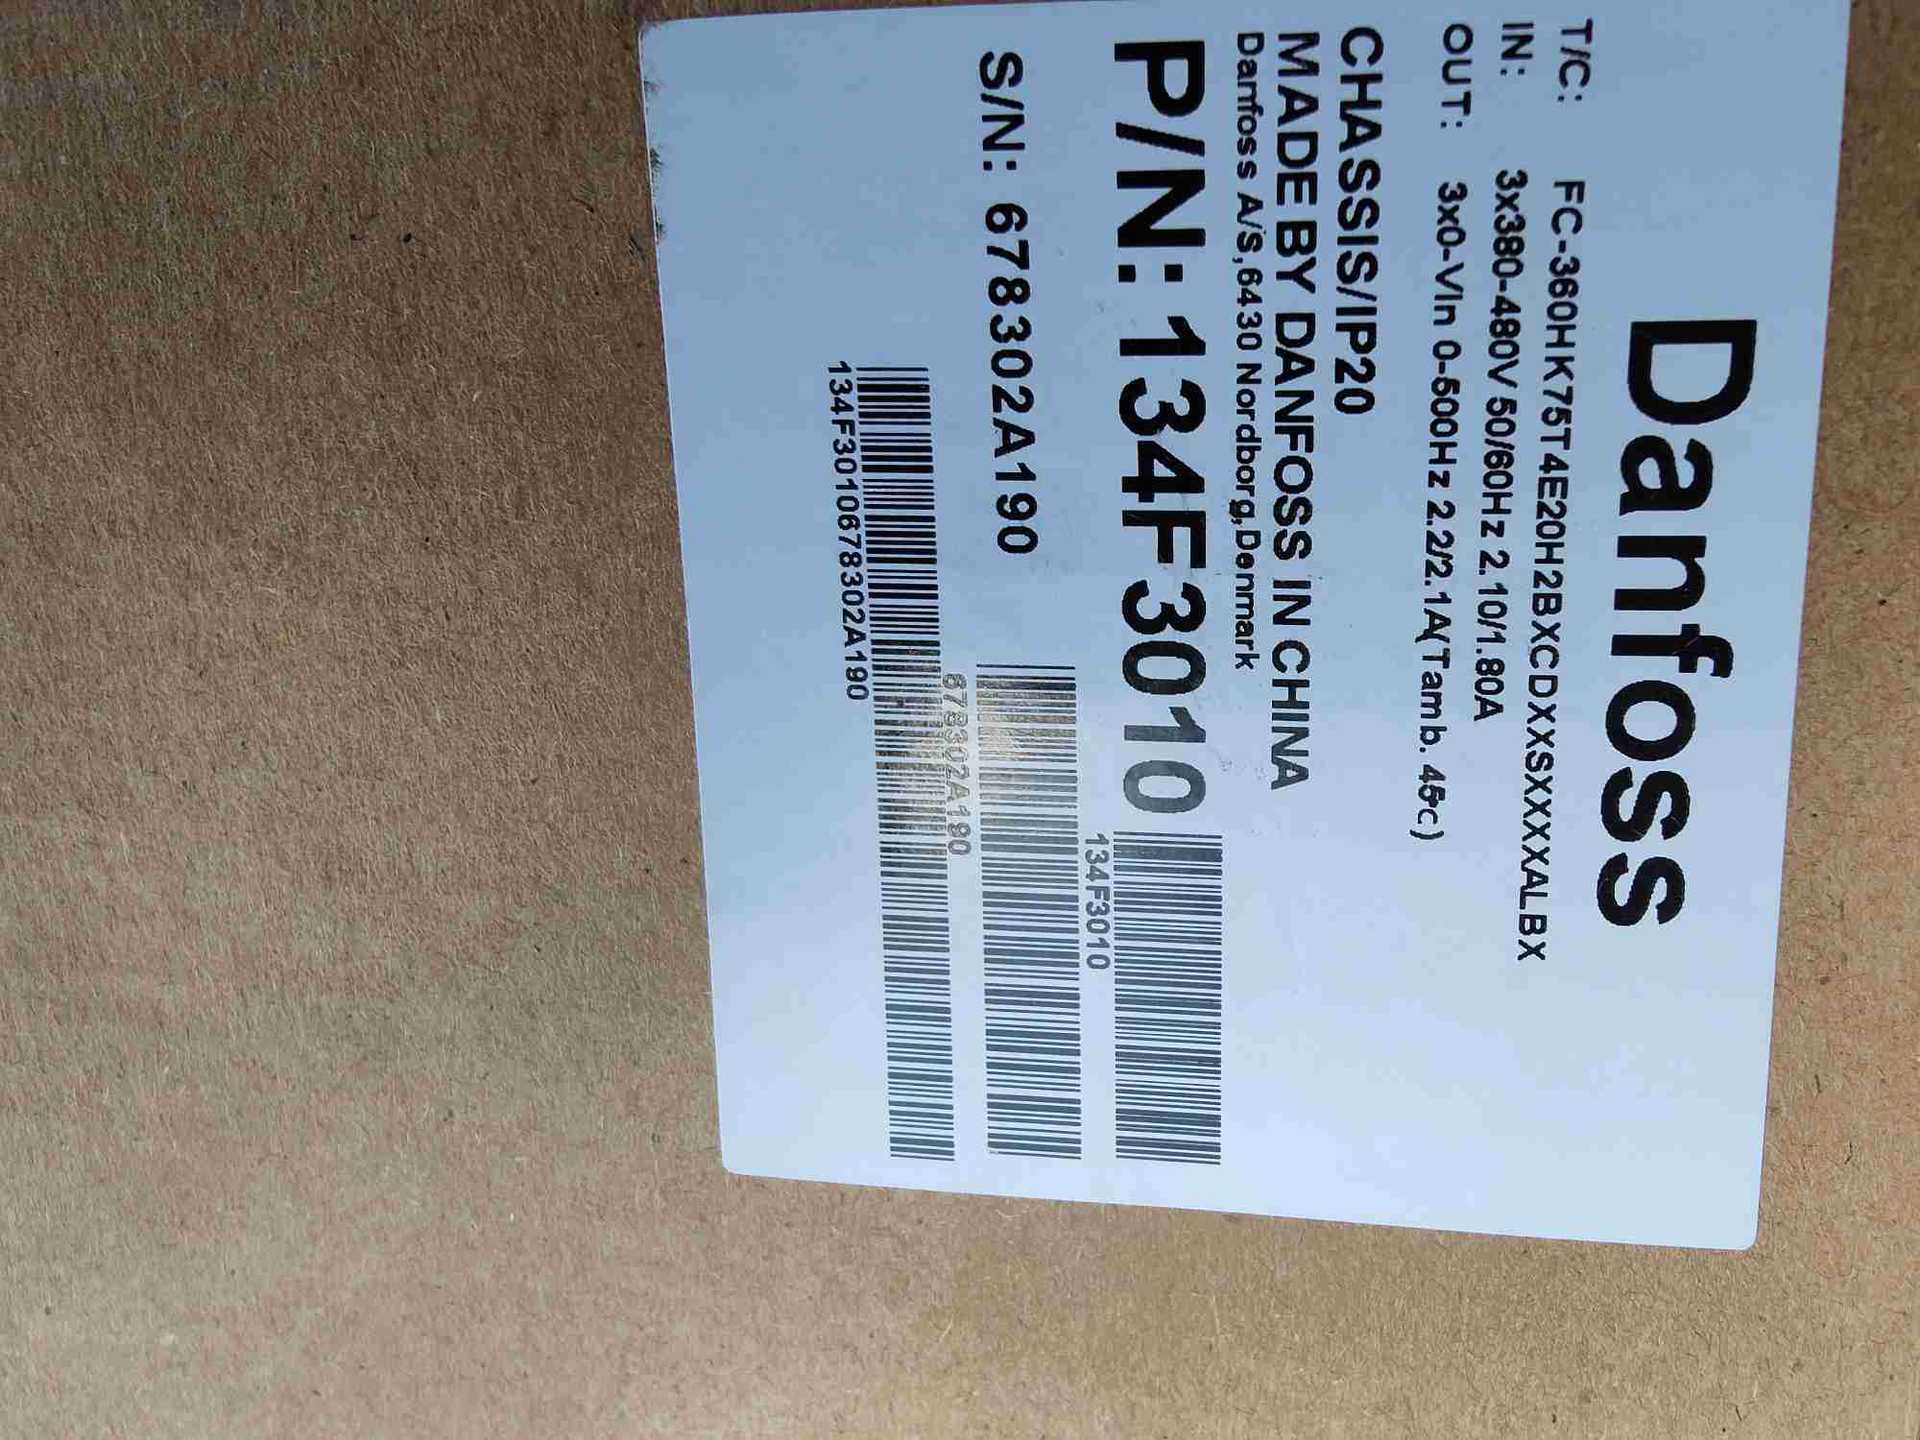 Danfoss
T/C: FC-360HK75T4E20H2BXCDXXSXXXXALBX
IN: 3x380-480V 50/60Hz 2.10/1.80A
OUT: 3x0-VIn 0-500Hz 2.2/2.1A(Tamb. 45°c)
CHASSIS/IP20
MADE BY DANFOSS IN CHINA
Danfoss A/S,6430 Nordborg,Denmark
P/N: 134F3010
134F3010
S/N: 678302A190
678302A190
134F3010678302A190